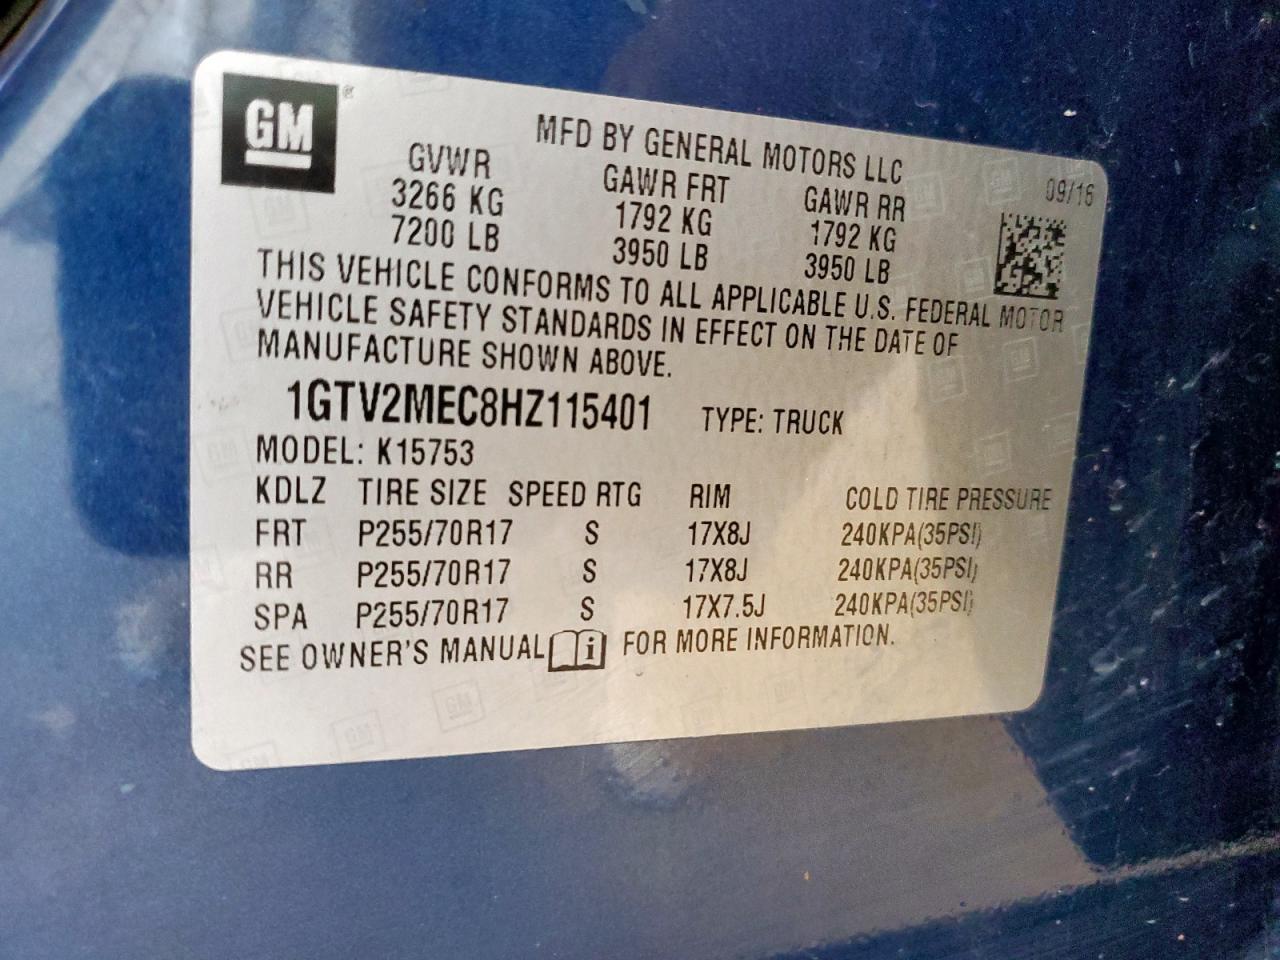 GM®
MFD BY GENERAL MOTORS LLC
09/16
GVWR GAWR FRT GAWR RR
3266 KG 1792 KG 1792 KG
7200 LB 3950 LB 3950 LB
THIS VEHICLE CONFORMS TO ALL APPLICABLE U.S. FEDERAL MOTOR
VEHICLE SAFETY STANDARDS IN EFFECT ON THE DATE OF
MANUFACTURE SHOWN ABOVE.
1GTV2MEC8HZ115401 TYPE: TRUCK
MODEL: K15753
KDLZ TIRE SIZE SPEED RTG RIM COLD TIRE PRESSURE
FRT P255/70R17 S 17X8J 240KPA(35PSI)
RR P255/70R17 S 17X8J 240KPA(35PSI)
SPA P255/70R17 S 17X7.5J 240KPA(35PSI)
SEE OWNER'S MANUAL i FOR MORE INFORMATION.